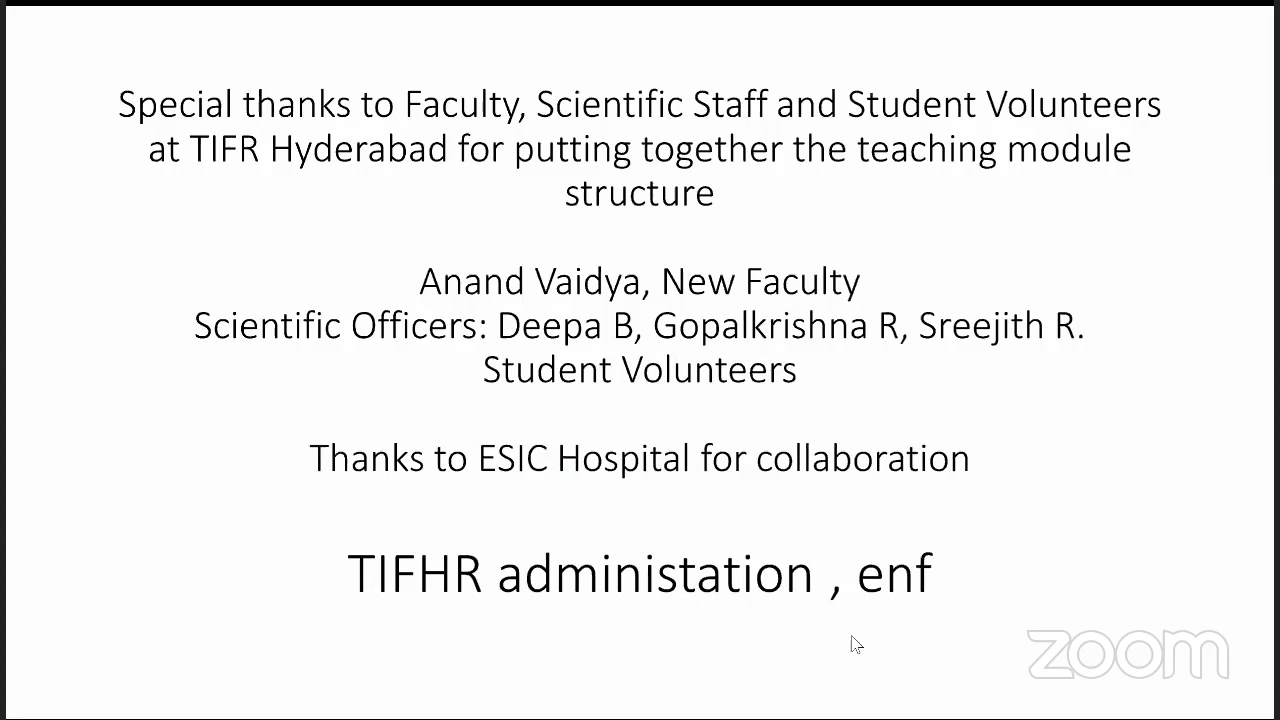 Special thanks to Faculty, Scientific Staff and Student Volunteers
at TIFR Hyderabad for putting together the teaching module
structure
Anand Vaidya, New Faculty
Scientific Officers: Deepa B, Gopalkrishna R, Sreejith R.
Student Volunteers
Thanks to ESIC Hospital for collaboration
TIFHR administation , enf
zoom